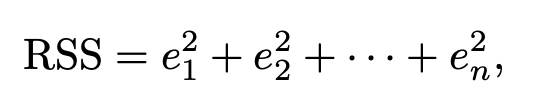 RSS = e₁² + e₂² + ··· + eₙ²,